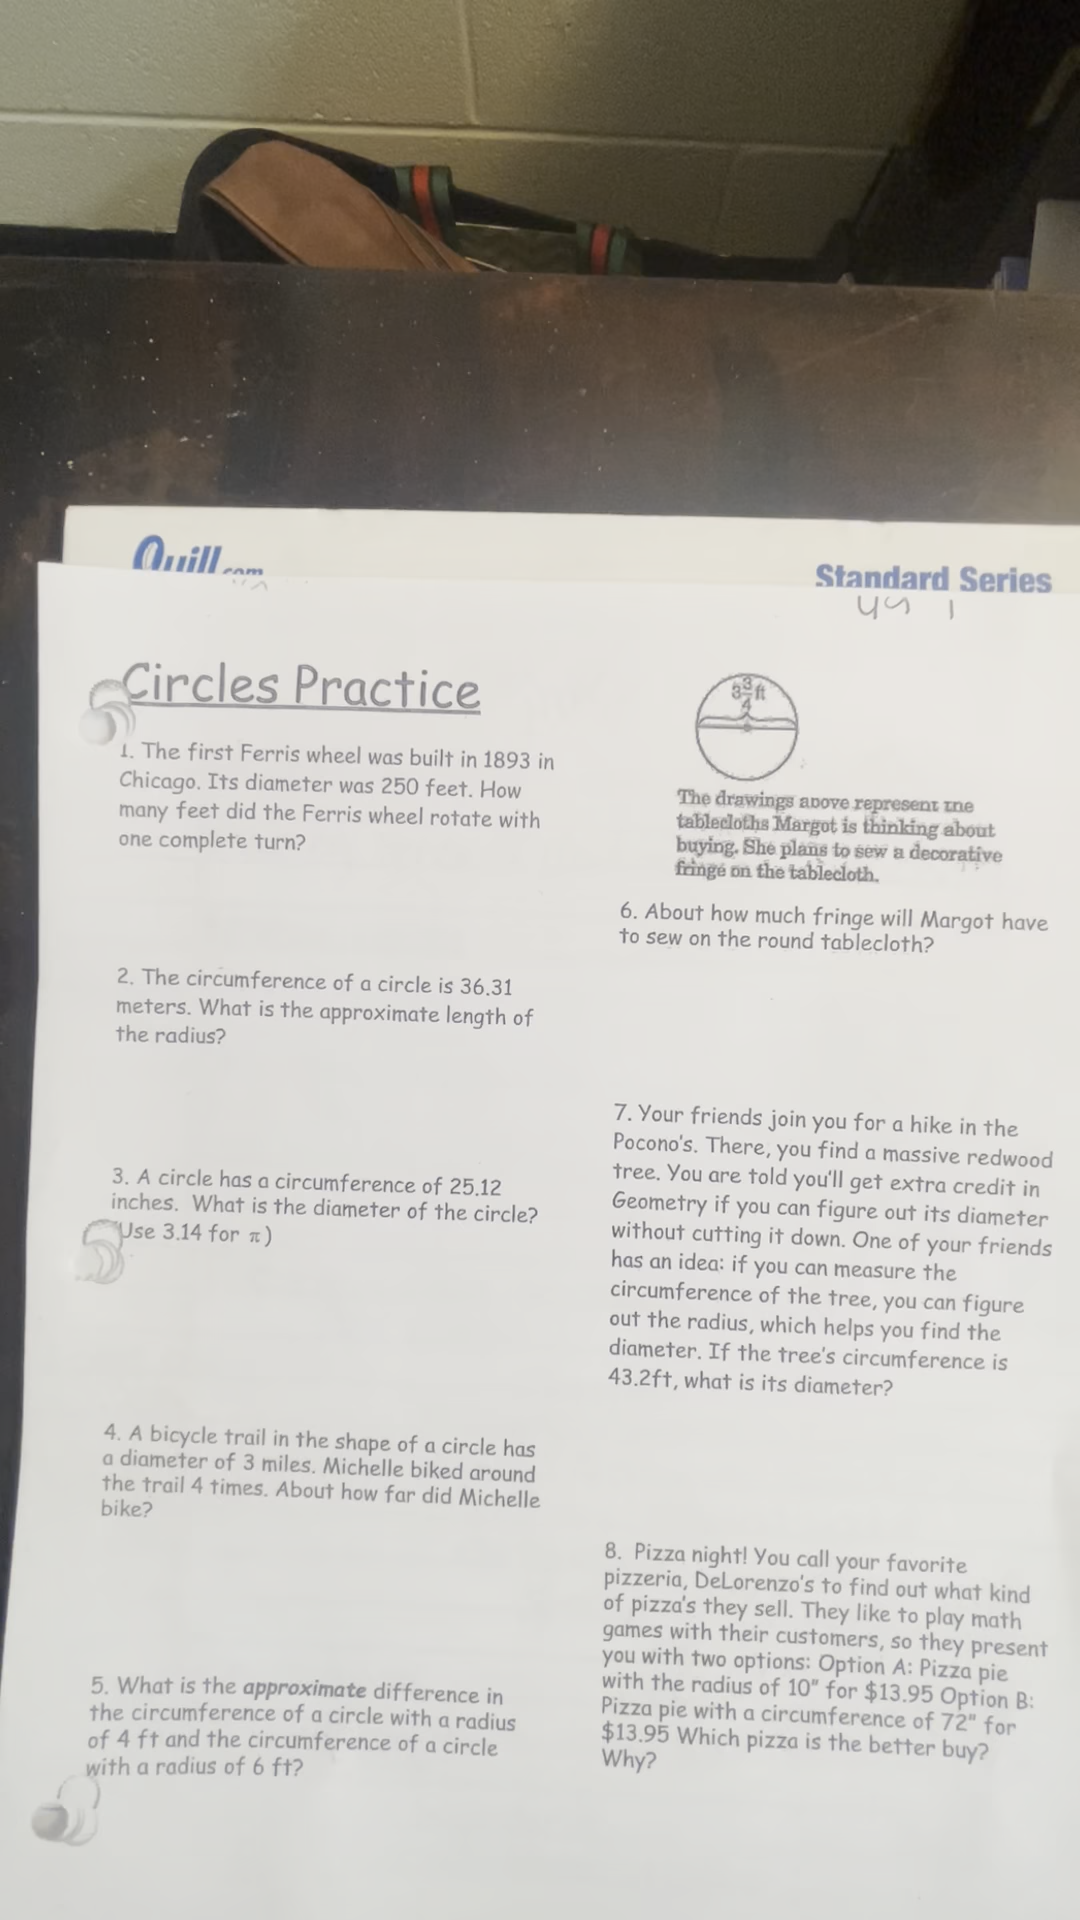 Quill.com
Standard Series
Circles Practice
1. The first Ferris wheel was built in 1893 in
Chicago. Its diameter was 250 feet. How
many feet did the Ferris wheel rotate with
one complete turn?
2. The circumference of a circle is 36.31
meters. What is the approximate length of
the radius?
3. A circle has a circumference of 25.12
inches. What is the diameter of the circle?
Use 3.14 for π)
4. A bicycle trail in the shape of a circle has
a diameter of 3 miles. Michelle biked around
the trail 4 times. About how far did Michelle
bike?
5. What is the approximate difference in
the circumference of a circle with a radius
of 4 ft and the circumference of a circle
with a radius of 6 ft?
3 3/4 ft
The drawings above represent the
tablecloths Margot is thinking about
buying. She plans to sew a decorative
fringe on the tablecloth.
6. About how much fringe will Margot have
to sew on the round tablecloth?
7. Your friends join you for a hike in the
Pocono's. There, you find a massive redwood
tree. You are told you'll get extra credit in
Geometry if you can figure out its diameter
without cutting it down. One of your friends
has an idea: if you can measure the
circumference of the tree, you can figure
out the radius, which helps you find the
diameter. If the tree's circumference is
43.2ft, what is its diameter?
8. Pizza night! You call your favorite
pizzeria, DeLorenzo's to find out what kind
of pizza's they sell. They like to play math
games with their customers, so they present
you with two options: Option A: Pizza pie
with the radius of 10" for $13.95 Option B:
Pizza pie with a circumference of 72" for
$13.95 Which pizza is the better buy?
Why?